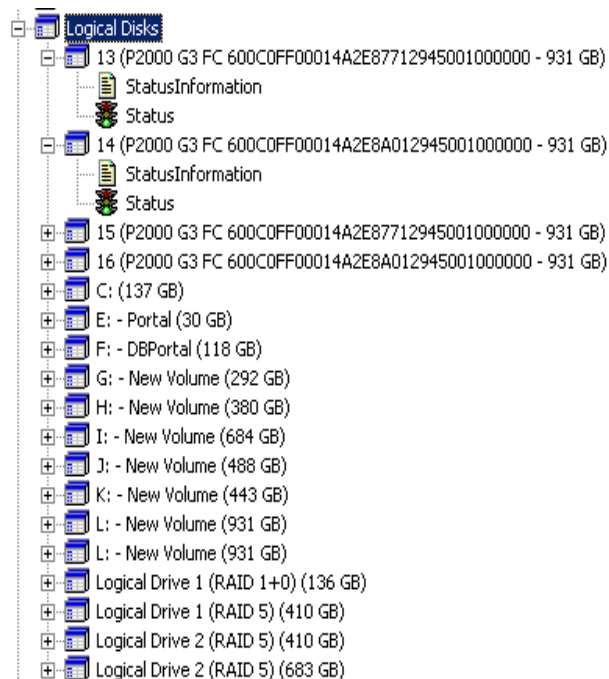 Logical Disks
13 (P2000 G3 FC 600C0FF00014A2E87712945001000000 - 931 GB)
StatusInformation
Status
14 (P2000 G3 FC 600C0FF00014A2E8A012945001000000 - 931 GB)
StatusInformation
Status
15 (P2000 G3 FC 600C0FF00014A2E87712945001000000 - 931 GB)
16 (P2000 G3 FC 600C0FF00014A2E8A012945001000000 - 931 GB)
C: (137 GB)
E: - Portal (30 GB)
F: - DBPortal (118 GB)
G: - New Volume (292 GB)
H: - New Volume (380 GB)
I: - New Volume (684 GB)
J: - New Volume (488 GB)
K: - New Volume (443 GB)
L: - New Volume (931 GB)
L: - New Volume (931 GB)
Logical Drive 1 (RAID 1+0) (136 GB)
Logical Drive 1 (RAID 5) (410 GB)
Logical Drive 2 (RAID 5) (410 GB)
Logical Drive 2 (RAID 5) (683 GB)